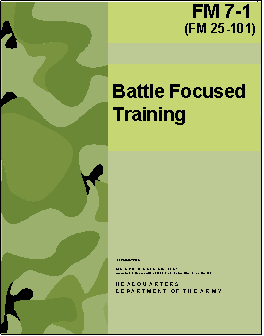 FM 7-1
(FM 25-101)
Battle Focused
Training
HEADQUARTERS
DEPARTMENT OF THE ARMY